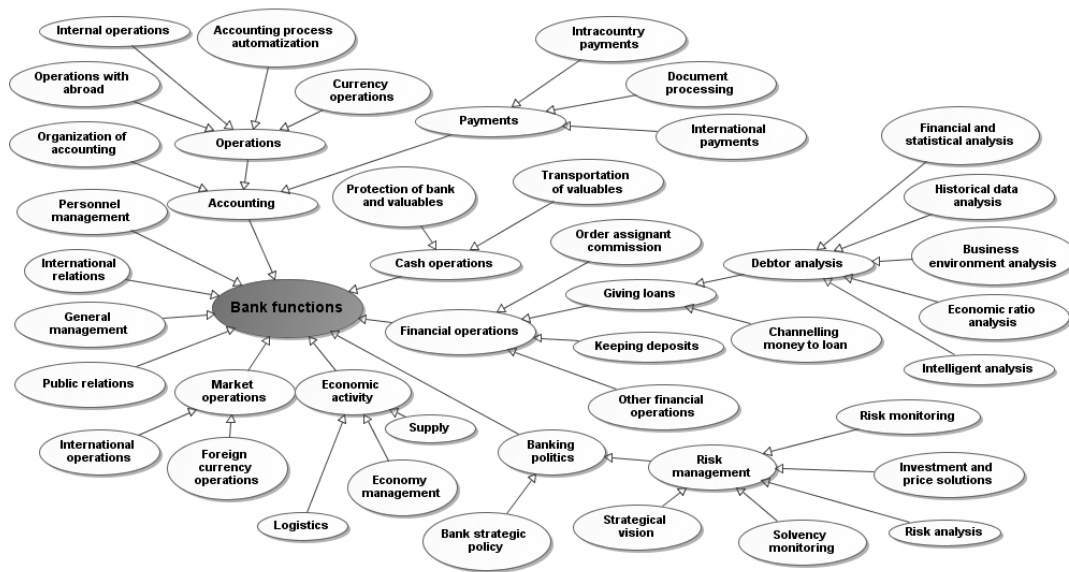 Internal operations
Accounting process
automatization
Intracountry
payments
Operations with
abroad
Currency
operations
Document
processing
Organization of
accounting
Operations
Payments
International
payments
Financial and
statistical analysis
Personnel
management
Accounting
Protection of bank
and valuables
Transportation
of valuables
Historical data
analysis
Order assignant
commission
International
relations
Cash operations
Debtor analysis
Business
environment analysis
Bank functions
Giving loans
General
management
Financial operations
Economic ratio
analysis
Keeping deposits
Channelling
money to loan
Public relations
Market
operations
Economic
activity
Intelligent analysis
Other financial
operations
Supply
Risk monitoring
International
operations
Foreign
currency
operations
Banking
politics
Risk
management
Investment and
price solutions
Economy
management
Logistics
Bank strategic
policy
Strategical
vision
Solvency
monitoring
Risk analysis